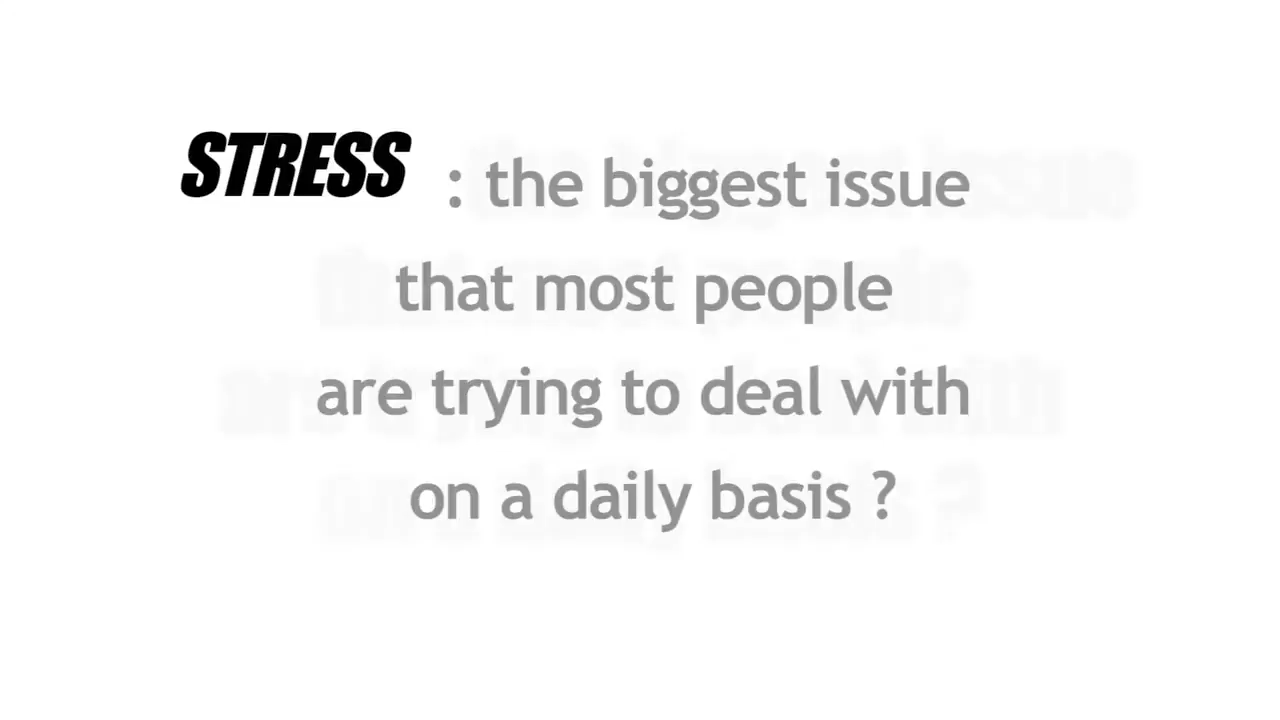 STRESS : the biggest issue
that most people
are trying to deal with
on a daily basis ?